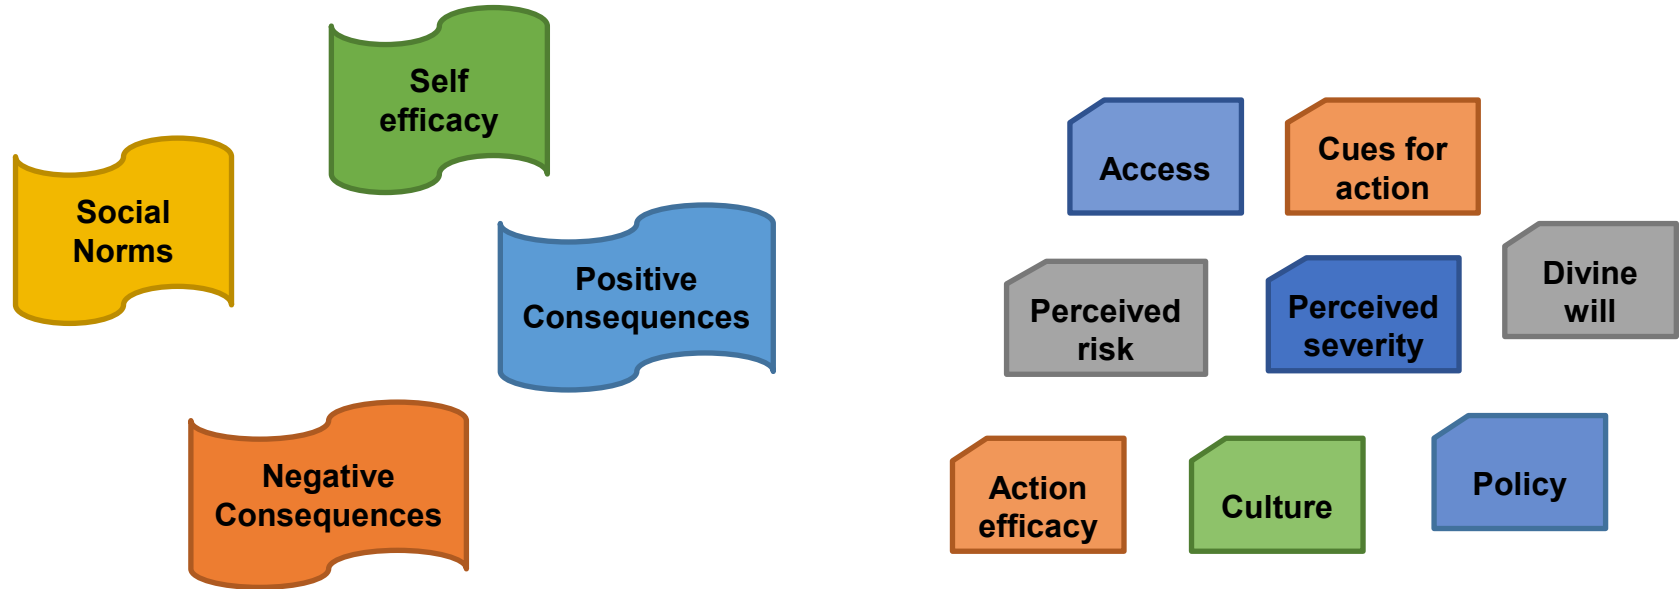 Self
efficacy
Social
Norms
Positive
Consequences
Negative
Consequences
Access
Cues for
action
Perceived
risk
Perceived
severity
Divine
will
Action
efficacy
Culture
Policy